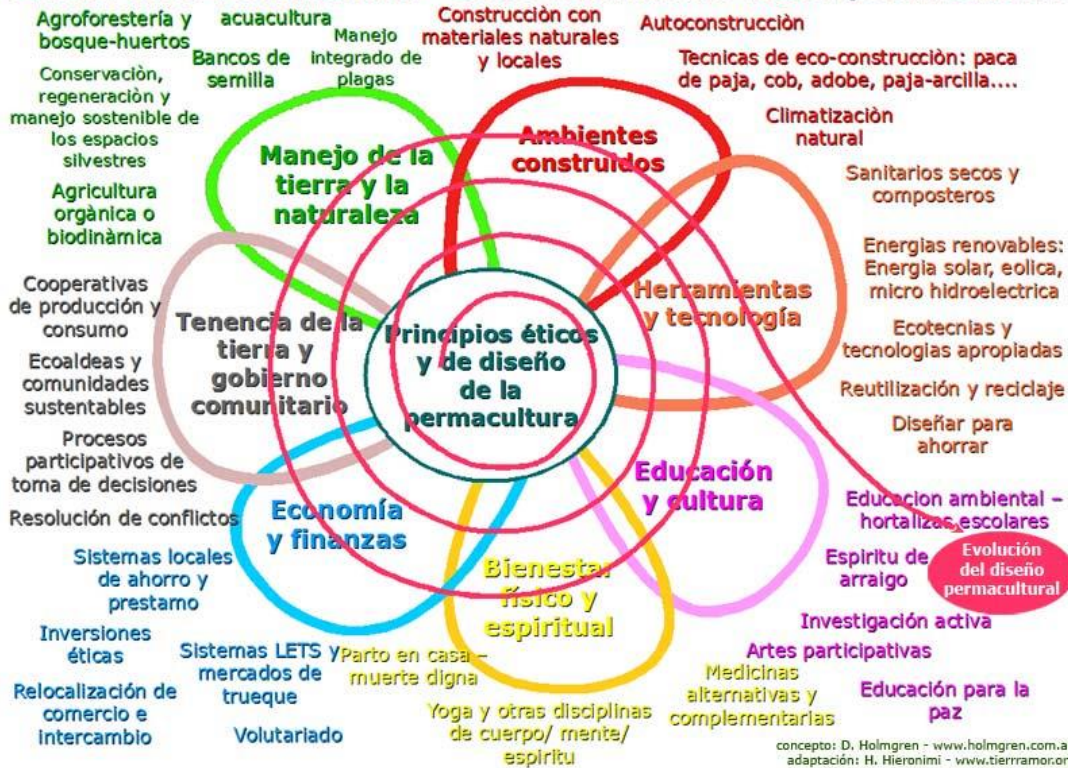 Agroforestería y
bosque-huertos
acuacultura
Bancos de
semilla
Manejo
integrado de
plagas
Conservaciòn,
regeneraciòn y
manejo sostenible de
los espacios
silvestres
Agricultura
orgànica o
biodinàmica
Manejo de la
tierra y la
naturaleza
Construcciòn con
materiales naturales
y locales
Autoconstrucciòn
Tecnicas de eco-construcciòn: paca
de paja, cob, adobe, paja-arcilla....
Climatizaciòn
natural
Ambientes
construidos
Sanitarios secos y
composteros
Energias renovables:
Energia solar, eolica,
micro hidroelectrica
Ecotecnias y
tecnologias apropiadas
Reutilización y reciclaje
Diseñar para
ahorrar
Herramientas
y tecnología
Cooperativas
de producción y
consumo
Ecoaldeas y
comunidades
sustentables
Procesos
participativos de
toma de decisiones
Resolución de conflictos
Tenencia de la
tierra y
gobierno
comunitario
Principios éticos
y de diseño
de la
permacultura
Educación
y cultura
Educacion ambiental –
hortalizas escolares
Espiritu de
arraigo
Evolución
del diseño
permacultural
Investigación activa
Artes participativas
Educación para la
paz
Economía
y finanzas
Sistemas locales
de ahorro y
prestamo
Inversiones
éticas
Sistemas LETS y
mercados de
trueque
Relocalización de
comercio e
intercambio
Volutariado
Bienestar
físico y
espiritual
Parto en casa –
muerte digna
Yoga y otras disciplinas
de cuerpo/ mente/
espiritu
Medicinas
alternativas y
complementarias
concepto: D. Holmgren - www.holmgren.com.a
adaptación: H. Hieronimi - www.tierrramor.or